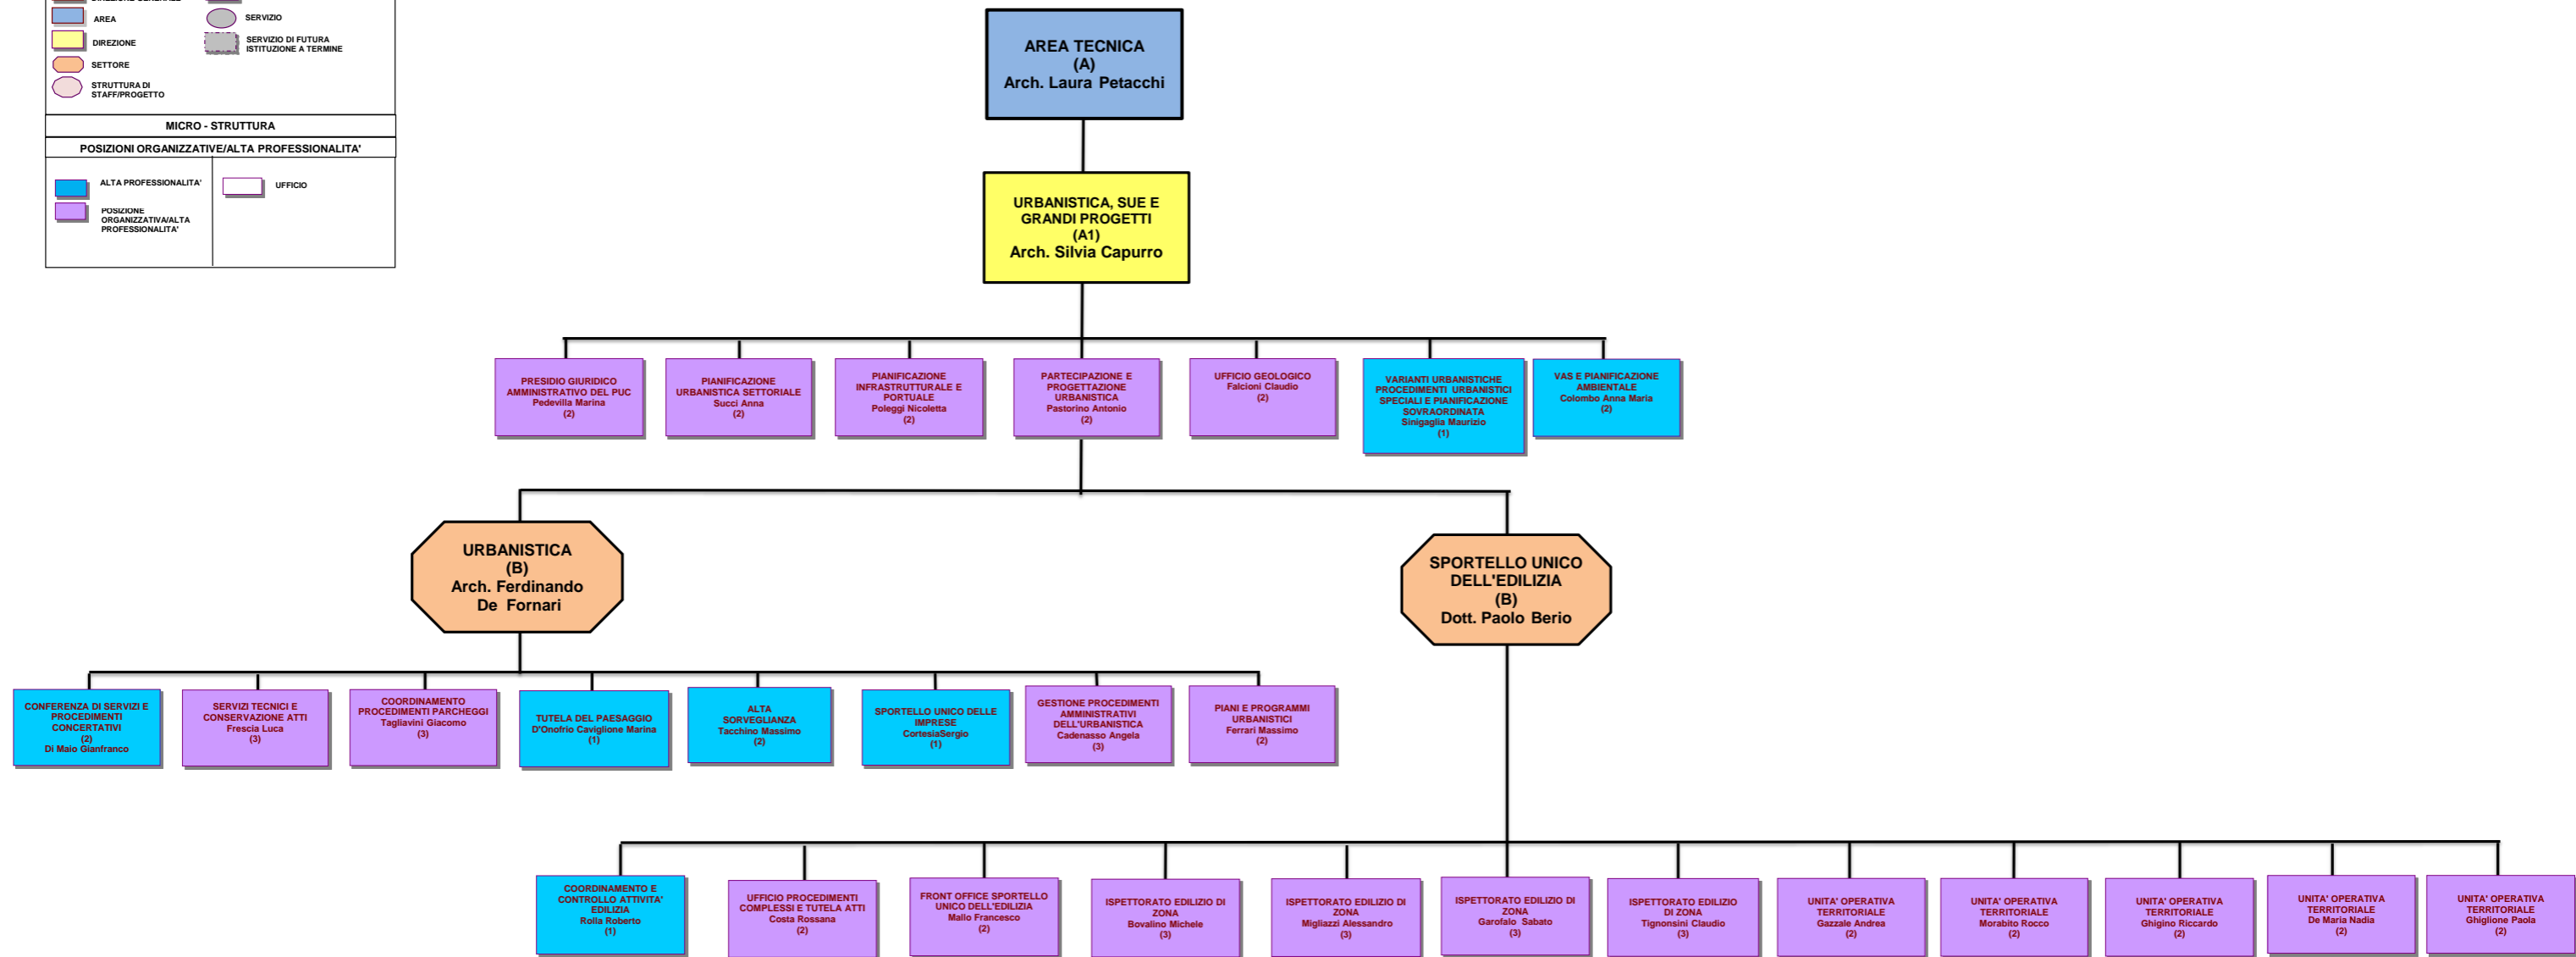 AREA
DIREZIONE
SETTORE
STRUTTURA DI
STAFF/PROGETTO
SERVIZIO
SERVIZIO DI FUTURA
ISTITUZIONE A TERMINE
MICRO - STRUTTURA
POSIZIONI ORGANIZZATIVE/ALTA PROFESSIONALITA'
ALTA PROFESSIONALITA'
POSIZIONE
ORGANIZZATIVA/ALTA
PROFESSIONALITA'
UFFICIO
AREA TECNICA
(A)
Arch. Laura Petacchi
URBANISTICA, SUE E
GRANDI PROGETTI
(A1)
Arch. Silvia Capurro
PRESIDIO GIURIDICO
AMMINISTRATIVO DEL PUC
Pedevilla Marina
(2)
PIANIFICAZIONE
URBANISTICA SETTORIALE
Succi Anna
(2)
PIANIFICAZIONE
INFRASTRUTTURALE E
PORTUALE
Poleggi Nicoletta
(2)
PARTECIPAZIONE E
PROGETTAZIONE
URBANISTICA
Pastorino Antonio
(2)
UFFICIO GEOLOGICO
Falcioni Claudio
(2)
VARIANTI URBANISTICHE
PROCEDIMENTI URBANISTICI
SPECIALI E PIANIFICAZIONE
SOVRAORDINATA
Sinigaglia Maurizio
(1)
VAS E PIANIFICAZIONE
AMBIENTALE
Colombo Anna Maria
(2)
URBANISTICA
(B)
Arch. Ferdinando
De Fornari
SPORTELLO UNICO
DELL'EDILIZIA
(B)
Dott. Paolo Berio
CONFERENZA DI SERVIZI E
PROCEDIMENTI
CONCERTATIVI
(2)
Di Maio Gianfranco
SERVIZI TECNICI E
CONSERVAZIONE ATTI
Frescia Luca
(3)
COORDINAMENTO
PROCEDIMENTI PARCHEGGI
Tagliavini Giacomo
(3)
TUTELA DEL PAESAGGIO
D'Onofrio Caviglione Marina
(1)
ALTA
SORVEGLIANZA
Tacchino Massimo
(2)
SPORTELLO UNICO DELLE
IMPRESE
CortesiaSergio
(1)
GESTIONE PROCEDIMENTI
AMMINISTRATIVI
DELL'URBANISTICA
Cadenasso Angela
(3)
PIANI E PROGRAMMI
URBANISTICI
Ferrari Massimo
(2)
COORDINAMENTO E
CONTROLLO ATTIVITA'
EDILIZIA
Rolla Roberto
(1)
UFFICIO PROCEDIMENTI
COMPLESSI E TUTELA ATTI
Costa Rossana
(2)
FRONT OFFICE SPORTELLO
UNICO DELL'EDILIZIA
Mallo Francesco
(2)
ISPETTORATO EDILIZIO DI
ZONA
Bovalino Michele
(3)
ISPETTORATO EDILIZIO DI
ZONA
Migliazzi Alessandro
(3)
ISPETTORATO EDILIZIO DI
ZONA
Garofalo Sabato
(3)
ISPETTORATO EDILIZIO
DI ZONA
Tignonsini Claudio
(3)
UNITA' OPERATIVA
TERRITORIALE
Gazzale Andrea
(2)
UNITA' OPERATIVA
TERRITORIALE
Morabito Rocco
(2)
UNITA' OPERATIVA
TERRITORIALE
Ghigino Riccardo
(2)
UNITA' OPERATIVA
TERRITORIALE
De Maria Nadia
(2)
UNITA' OPERATIVA
TERRITORIALE
Ghiglione Paola
(2)